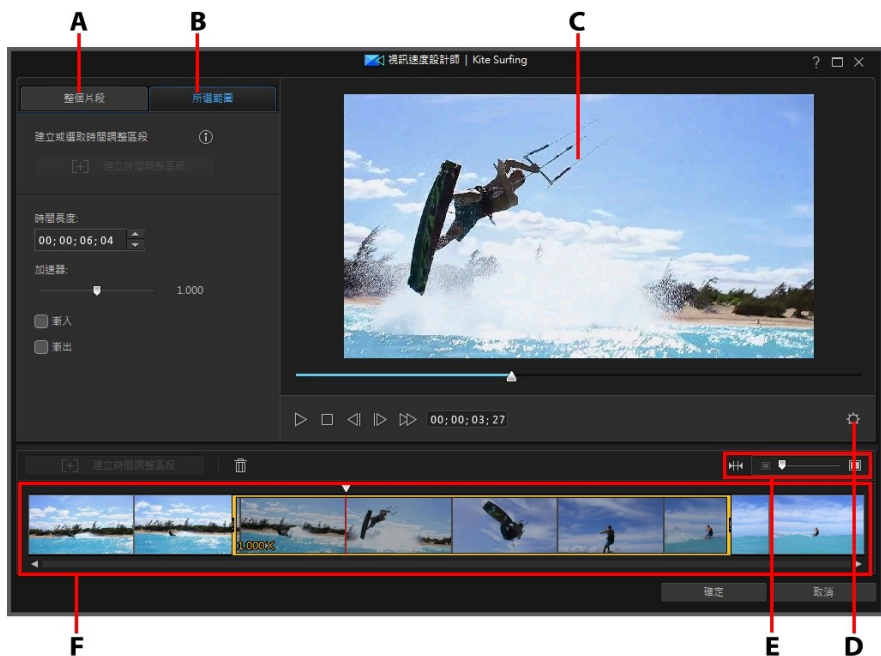 A B C
視訊速度設計師 | Kite Surfing
整個片段 所選範圍
建立或選取時間調整區段
[+] 建立時間調整區段
時間長度:
00;00;06;04
加速器:
1.000
漸入
漸出
00;00;03;27
[+] 建立時間調整區段
1.000X
確定 取消
F E D